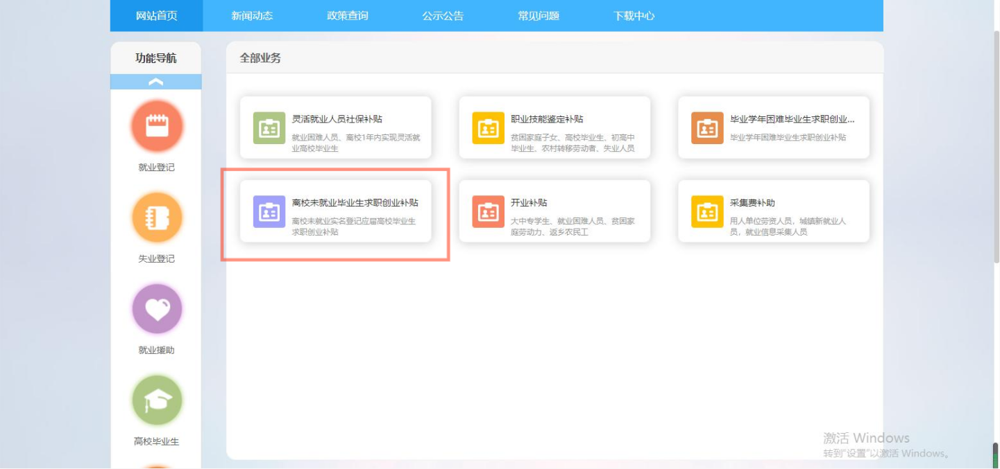 网站首页 新闻动态 政策查询 公示公告 常见问题 下载中心
功能导航
就业登记
失业登记
就业援助
高校毕业生
全部业务
灵活就业人员社保补贴
就业困难人员、离校1年内实现灵活就
业高校毕业生
职业技能鉴定补贴
贫困家庭子女、高校毕业生、初高中
毕业生、农村转移劳动者、失业人员
毕业学年困难毕业生求职创业...
毕业学年困难毕业生求职创业补贴
离校未就业毕业生求职创业补贴
离校未就业实名登记应届高校毕业生
求职创业补贴
开业补贴
大中专学生、就业困难人员、贫困家
庭劳动力、返乡农民工
采集费补助
用人单位劳资人员，城镇新就业人
员，就业信息采集人员
激活 Windows
转到"设置"以激活 Windows。